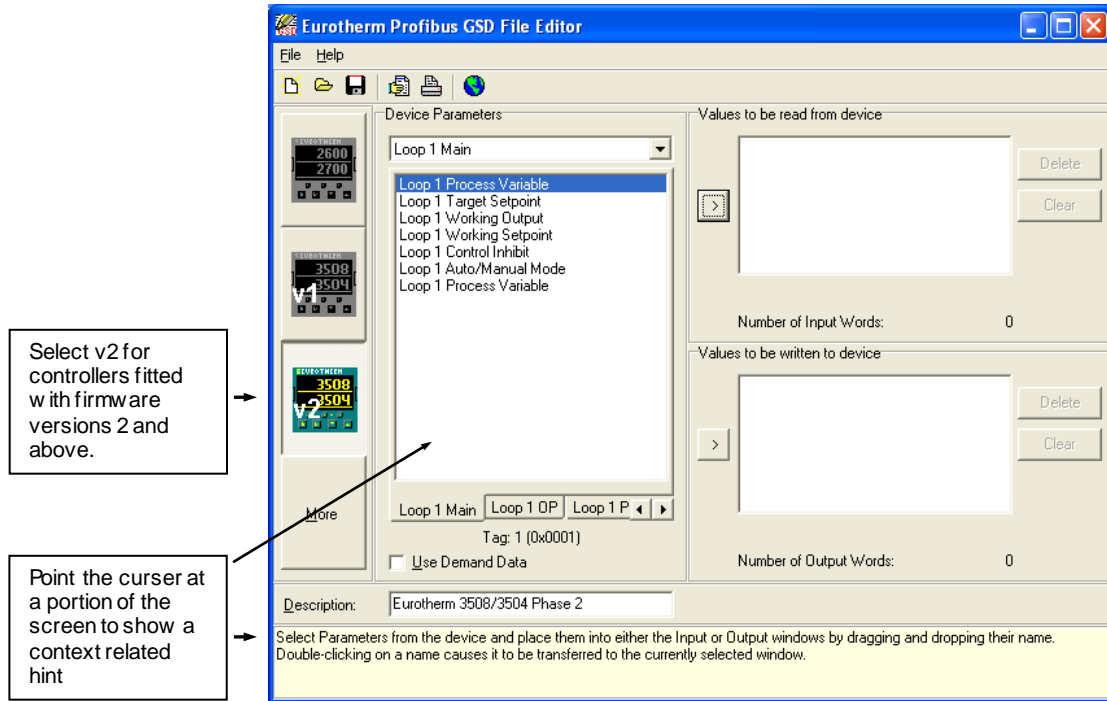 Eurotherm Profibus GSD File Editor
File Help
GSD
Device Parameters
Loop 1 Main
Loop 1 Process Variable
Loop 1 Target Setpoint
Loop 1 Working Output
Loop 1 Working Setpoint
Loop 1 Control Inhibit
Loop 1 Auto/Manual Mode
Loop 1 Process Variable
Loop 1 Main Loop 1 OP Loop 1 P
Tag: 1 (0x0001)
Use Demand Data
EUROTHERM
2600
2700
EUROTHERM
3508
3504
v1
EUROTHERM
3508
3504
v2
More
Values to be read from device
>
Delete
Clear
Number of Input Words: 0
Values to be written to device
>
Delete
Clear
Number of Output Words: 0
Description: Eurotherm 3508/3504 Phase 2
Select Parameters from the device and place them into either the Input or Output windows by dragging and dropping their name.
Double-clicking on a name causes it to be transferred to the currently selected window.
Select v2 for
controllers fitted
with firmware
versions 2 and
above.
Point the curser at
a portion of the
screen to show a
context related
hint